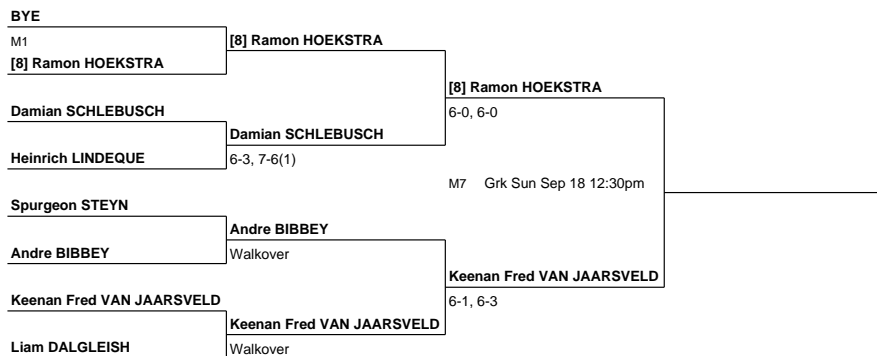 BYE
M1
[8] Ramon HOEKSTRA
[8] Ramon HOEKSTRA
Damian SCHLEBUSCH
Heinrich LINDEQUE
Damian SCHLEBUSCH
6-3, 7-6(1)
[8] Ramon HOEKSTRA
6-0, 6-0
M7 Grk Sun Sep 18 12:30pm
Spurgeon STEYN
Andre BIBBEY
Andre BIBBEY
Walkover
Keenan Fred VAN JAARSVELD
Liam DALGLEISH
Keenan Fred VAN JAARSVELD
Walkover
Keenan Fred VAN JAARSVELD
6-1, 6-3